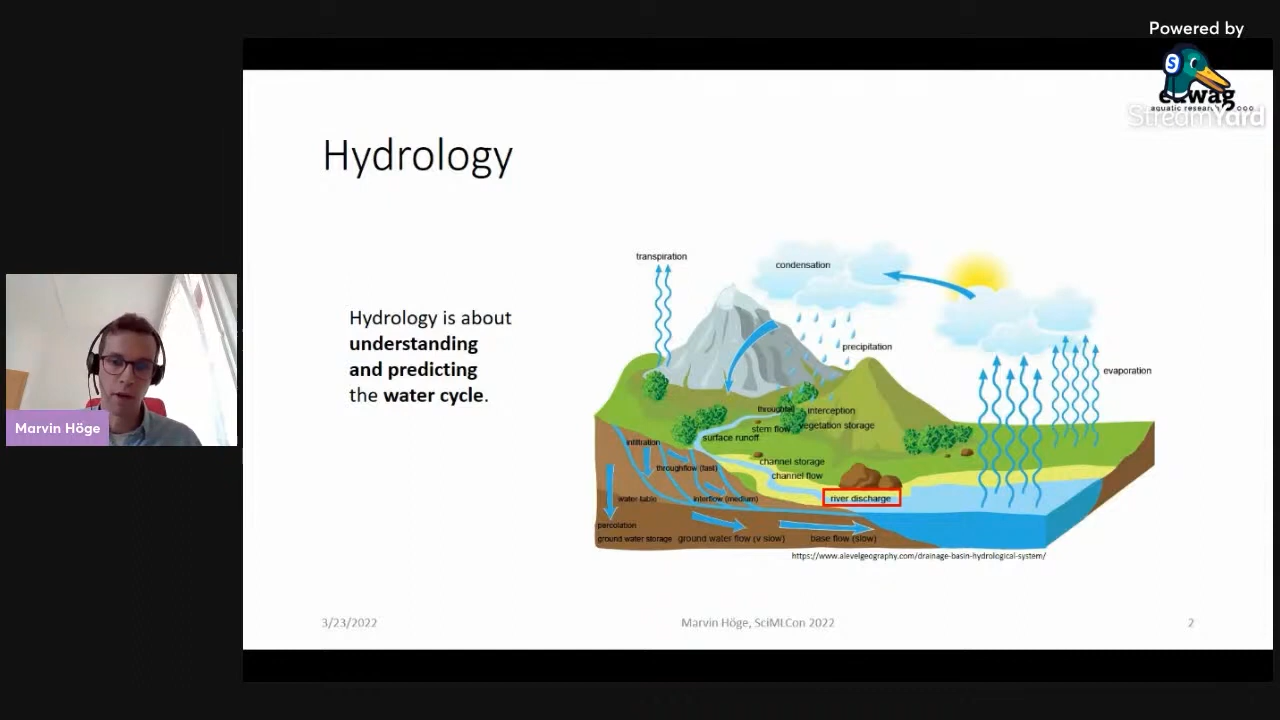 Powered by
S
eawag
aquatic research
StreamYard
Hydrology
Hydrology is about
understanding
and predicting
the water cycle.
transpiration
condensation
precipitation
evaporation
throughfall
interception
stem flow
vegetation storage
surface runoff
infiltration
channel storage
throughflow (fast)
channel flow
water table
interflow (medium)
river discharge
percolation
ground water storage
ground water flow (v slow)
base flow (slow)
https://www.alevelgeography.com/drainage-basin-hydrological-system/
Marvin Höge
3/23/2022
Marvin Höge, SciMLCon 2022
2